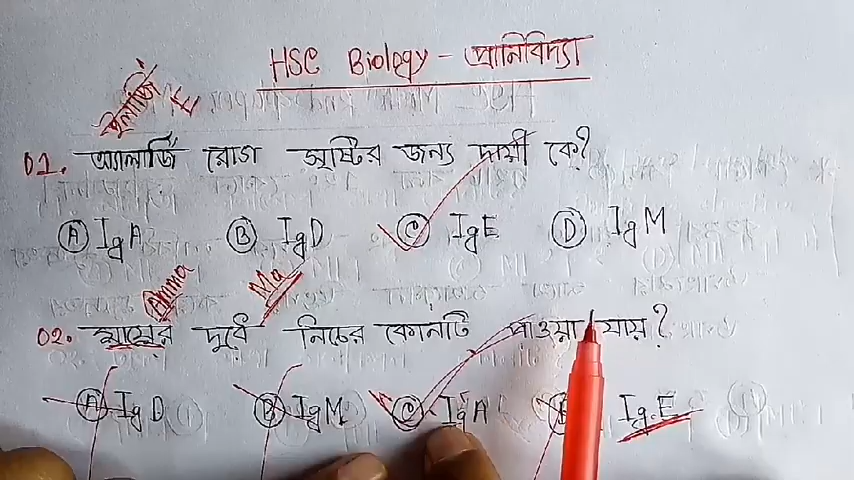 HSC Biology - প্রানিবিদ্যা
এলার্জি E
01. অ্যালার্জি রোগ সৃষ্টির জন্য দায়ী কে?
A IgA B IgD C IgE D IgM
Amma Ma
02. মায়ের দুধে নিচের কোনটি পাওয়া যায়?
A IgD B IgM C IgA IgE